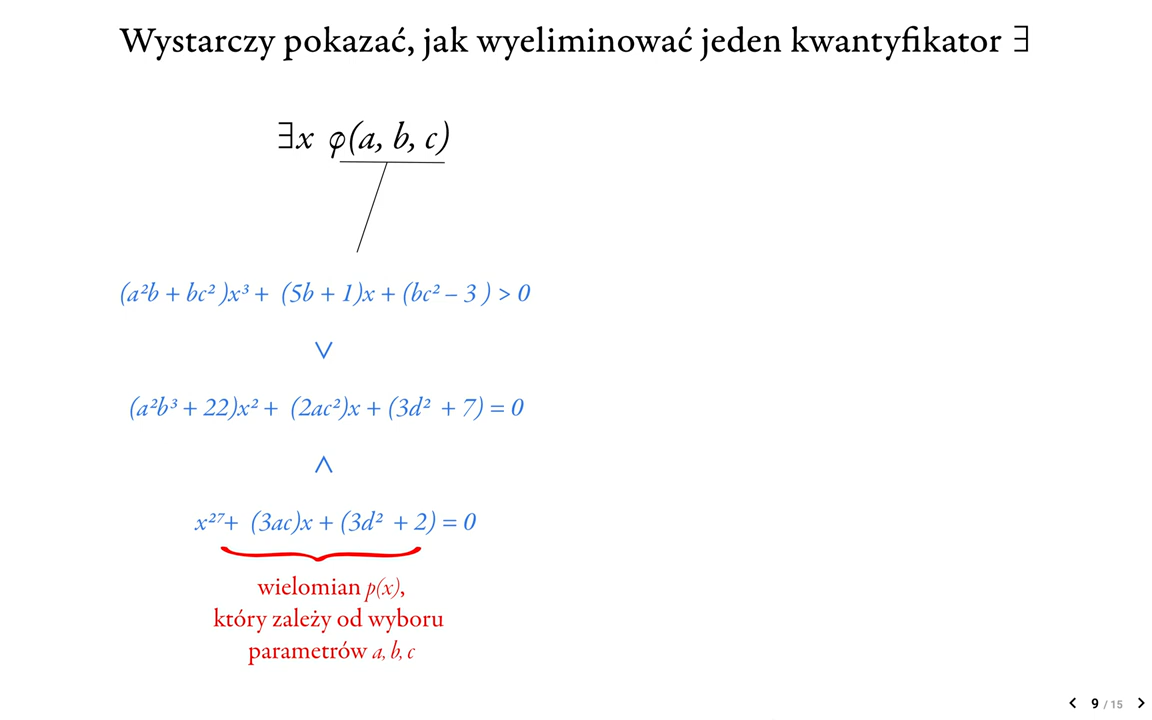 Wystarczy pokazać, jak wyeliminować jeden kwantyfikator ∃
∃x φ(a, b, c)
(a²b + bc² )x³ + (5b + 1)x + (bc² – 3 ) > 0
∨
(a²b³ + 22)x² + (2ac²)x + (3d² + 7) = 0
∧
x²⁷+ (3ac)x + (3d² + 2) = 0
wielomian p(x),
który zależy od wyboru
parametrów a, b, c
9 / 15